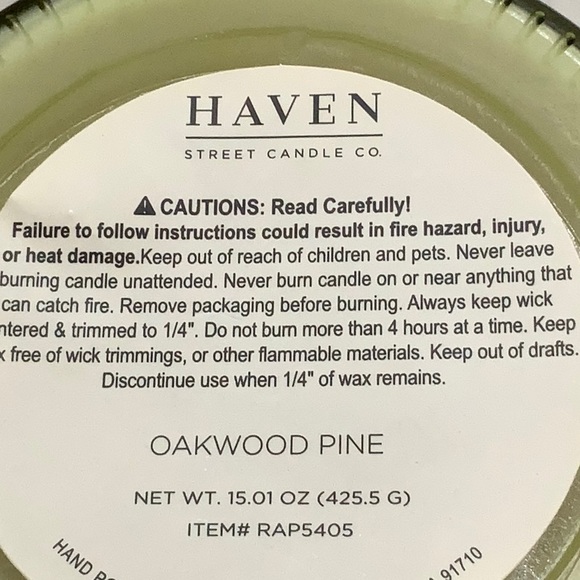 HAVEN
STREET CANDLE CO.
⚠ CAUTIONS: Read Carefully!
Failure to follow instructions could result in fire hazard, injury,
or heat damage.Keep out of reach of children and pets. Never leave
burning candle unattended. Never burn candle on or near anything that
can catch fire. Remove packaging before burning. Always keep wick
ntered & trimmed to 1/4". Do not burn more than 4 hours at a time. Keep
x free of wick trimmings, or other flammable materials. Keep out of drafts.
Discontinue use when 1/4" of wax remains.
OAKWOOD PINE
NET WT. 15.01 OZ (425.5 G)
ITEM# RAP5405
HAND
91710